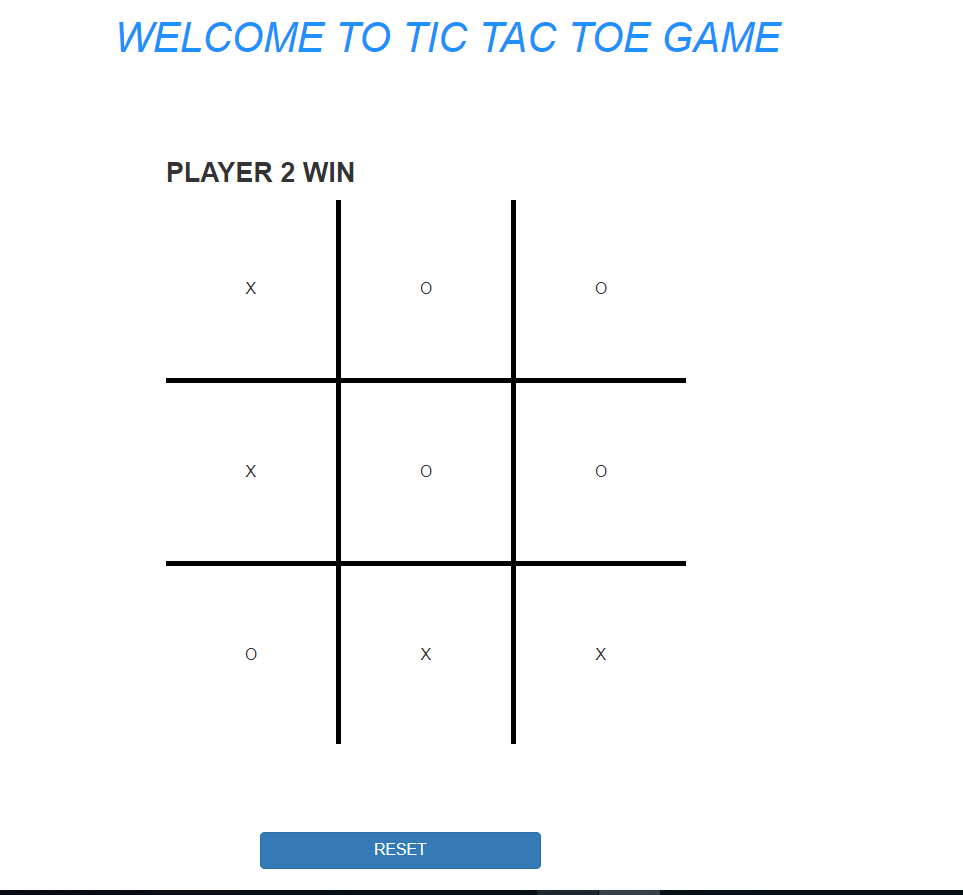 WELCOME TO TIC TAC TOE GAME
PLAYER 2 WIN
X O O
X O O
O X X
RESET